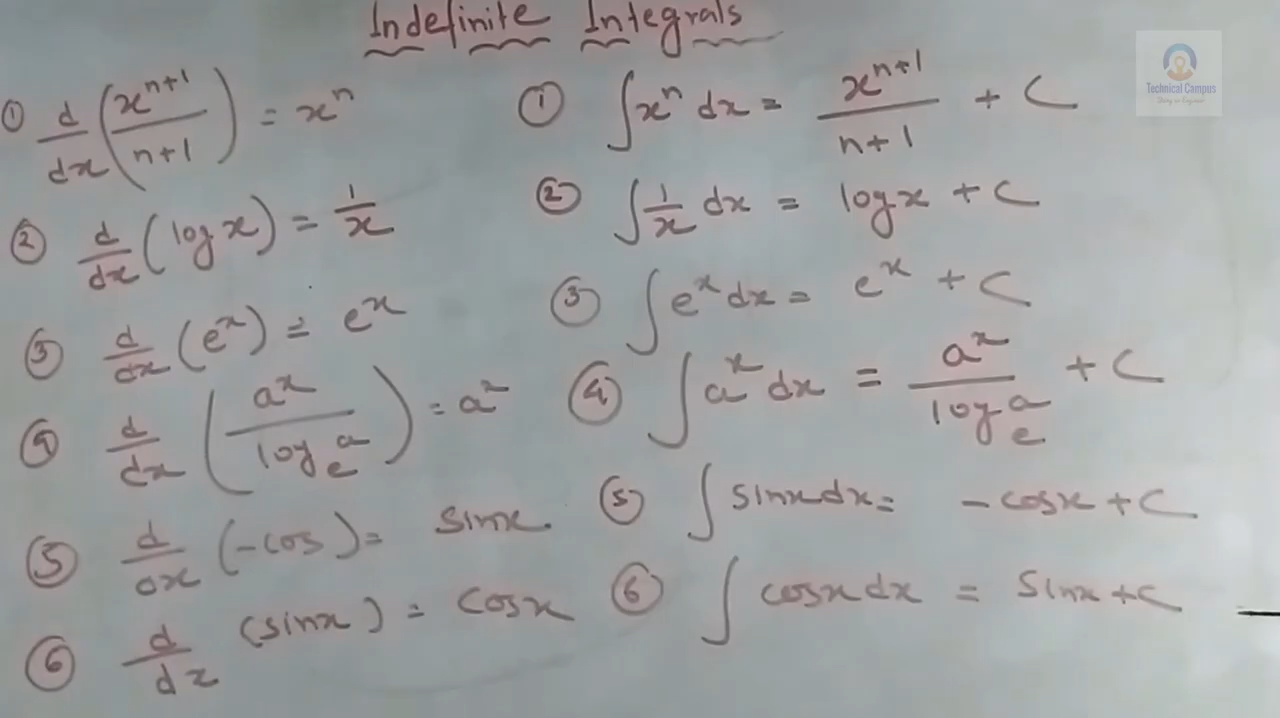 Indefinite Integrals
① d/dx (x^(n+1)/(n+1)) = x^n
① ∫x^n dx = x^(n+1)/(n+1) + C
② d/dx (log x) = 1/x
② ∫1/x dx = log x + C
③ d/dx (e^x) = e^x
③ ∫e^x dx = e^x + C
④ d/dx (a^x/log_e a) = a^x
④ ∫a^x dx = a^x/log_e a + C
⑤ d/dx (-cos) = sinx.
⑤ ∫sinx dx = -cosx + C
⑥ d/dx (sinx) = cosx
⑥ ∫cosx dx = sinx + C
Technical Campus